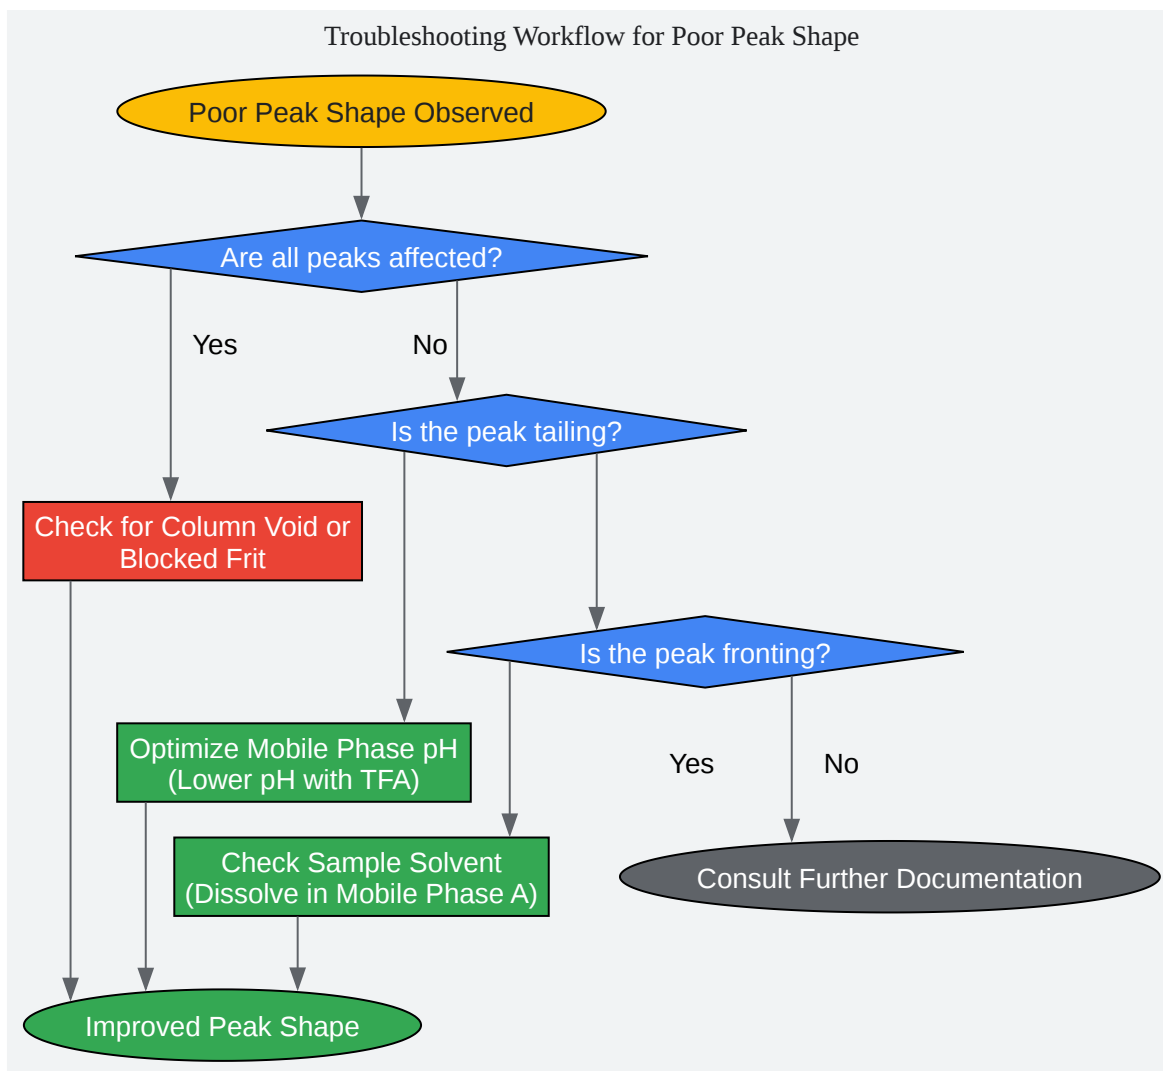 Troubleshooting Workflow for Poor Peak Shape
Poor Peak Shape Observed
Are all peaks affected?
Yes
No
Is the peak tailing?
Check for Column Void or
Blocked Frit
Is the peak fronting?
Optimize Mobile Phase pH
(Lower pH with TFA)
Yes
No
Check Sample Solvent
(Dissolve in Mobile Phase A)
Consult Further Documentation
Improved Peak Shape